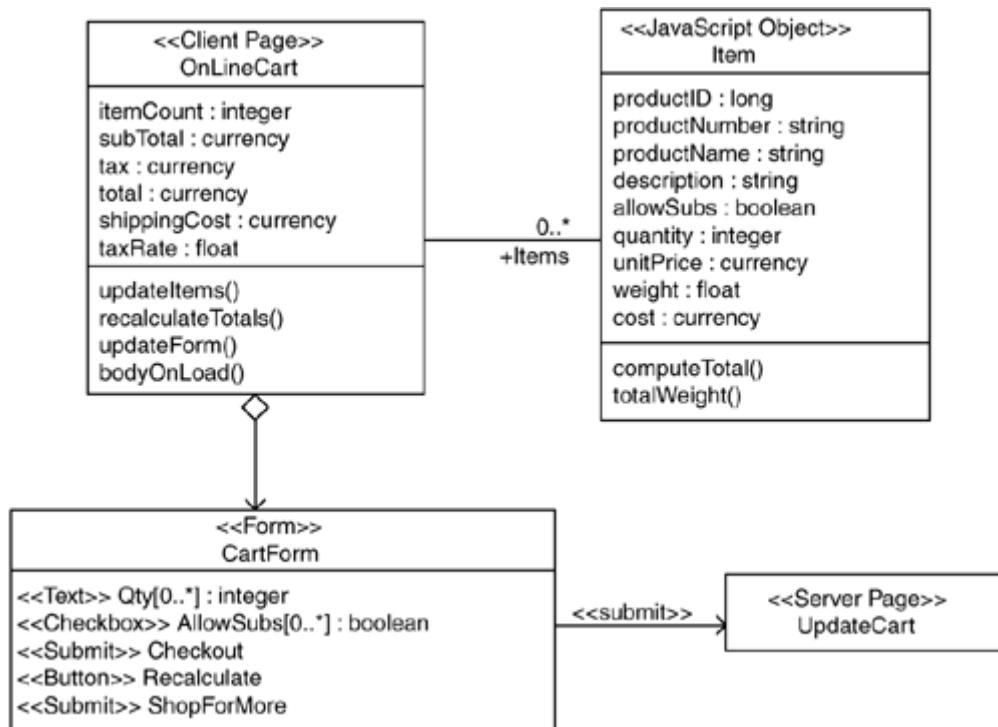 <<Client Page>>
OnLineCart
itemCount : integer
subTotal : currency
tax : currency
total : currency
shippingCost : currency
taxRate : float
updateItems()
recalculateTotals()
updateForm()
bodyOnLoad()
0..*
+Items
<<JavaScript Object>>
Item
productID : long
productNumber : string
productName : string
description : string
allowSubs : boolean
quantity : integer
unitPrice : currency
weight : float
cost : currency
computeTotal()
totalWeight()
<<Form>>
CartForm
<<Text>> Qty[0..*] : integer
<<Checkbox>> AllowSubs[0..*] : boolean
<<Submit>> Checkout
<<Button>> Recalculate
<<Submit>> ShopForMore
<<submit>>
<<Server Page>>
UpdateCart